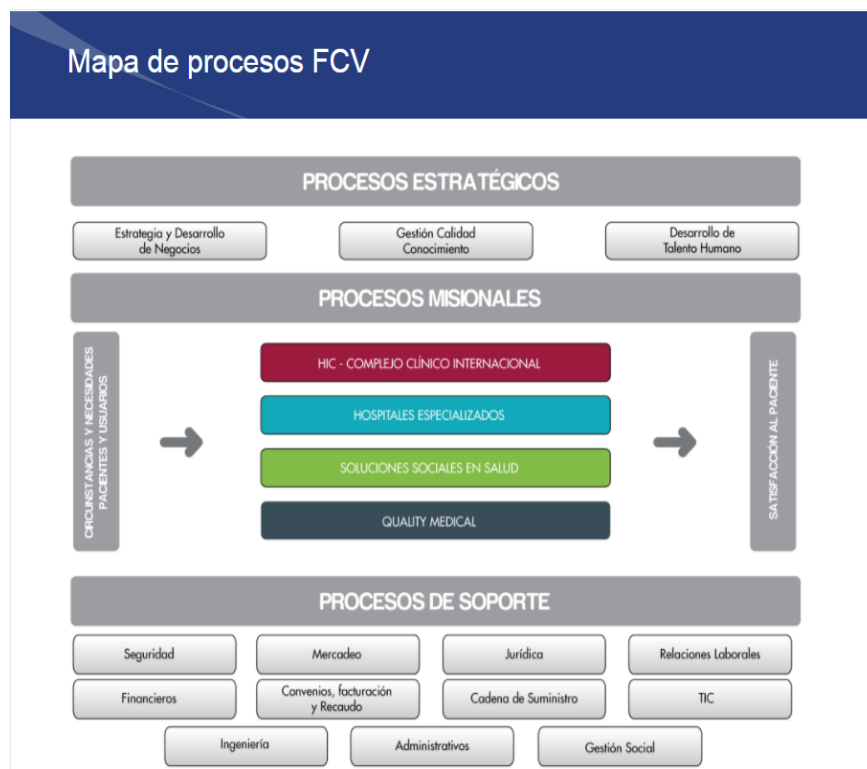 Mapa de procesos FCV
PROCESOS ESTRATÉGICOS
Estrategia y Desarrollo
de Negocios
Gestión Calidad
Conocimiento
Desarrollo de
Talento Humano
PROCESOS MISIONALES
CIRCUNSTANCIAS Y NECESIDADES
PACIENTES Y USUARIOS
HIC - COMPLEJO CLÍNICO INTERNACIONAL
HOSPITALES ESPECIALIZADOS
SOLUCIONES SOCIALES EN SALUD
QUALITY MEDICAL
SATISFACCIÓN AL PACIENTE
PROCESOS DE SOPORTE
Seguridad
Mercadeo
Jurídica
Relaciones Laborales
Financieros
Convenios, facturación
y Recaudo
Cadena de Suministro
TIC
Ingeniería
Administrativos
Gestión Social